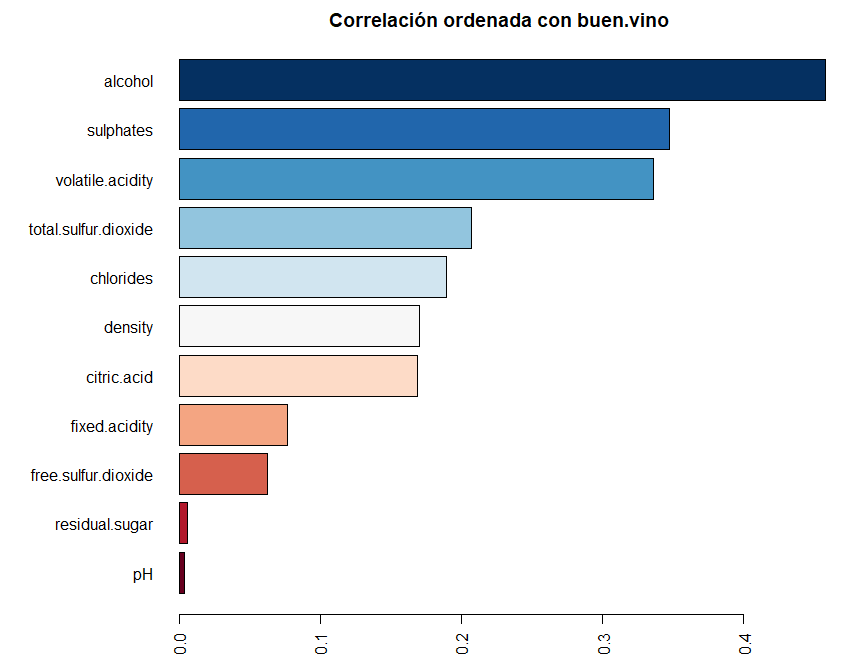 Correlación ordenada con buen.vino
alcohol
sulphates
volatile.acidity
total.sulfur.dioxide
chlorides
density
citric.acid
fixed.acidity
free.sulfur.dioxide
residual.sugar
pH
0.0
0.1
0.2
0.3
0.4